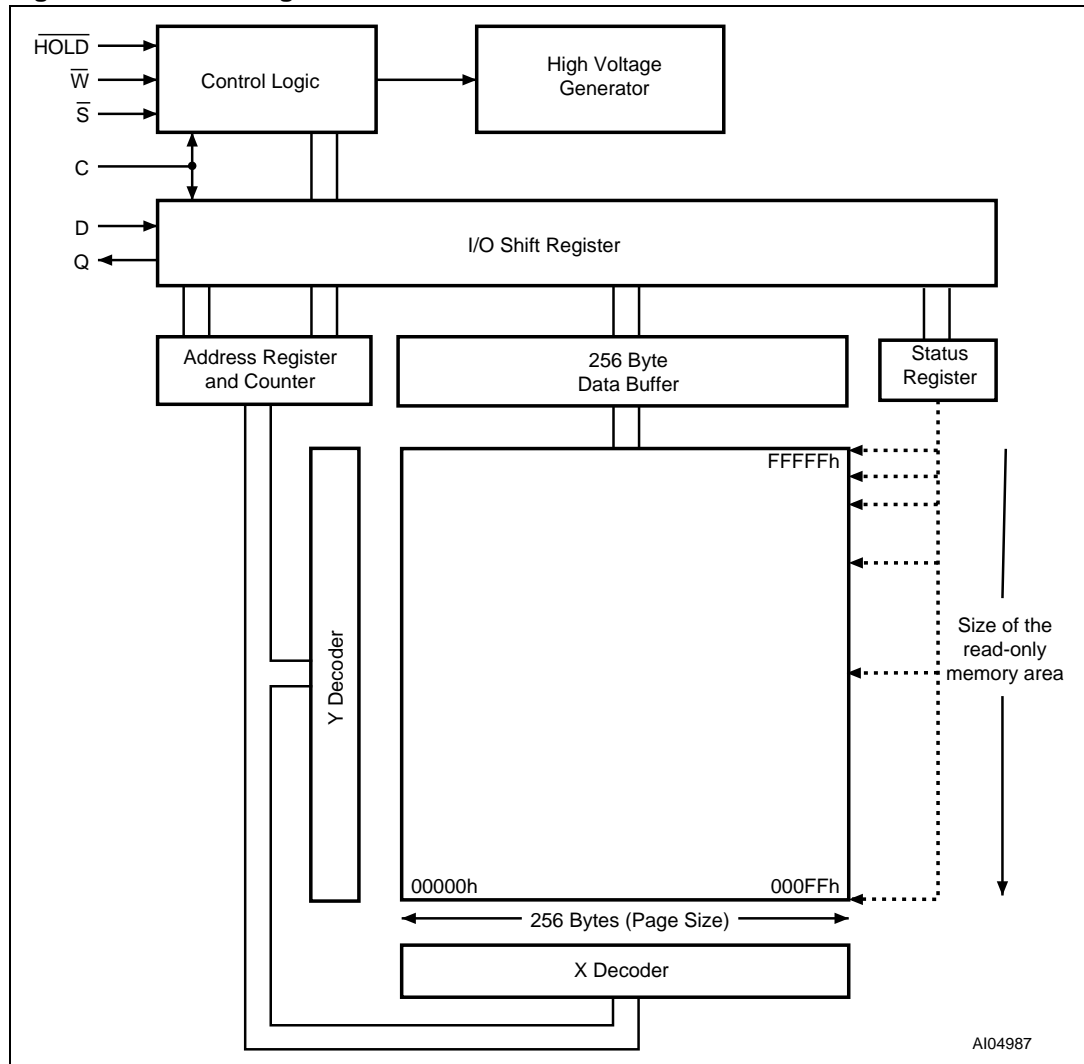 HOLD
W
S
C
D
Q
Control Logic
High Voltage
Generator
I/O Shift Register
Address Register
and Counter
256 Byte
Data Buffer
Status
Register
FFFFFh
Y Decoder
Size of the
read-only
memory area
00000h
000FFh
256 Bytes (Page Size)
X Decoder
AI04987